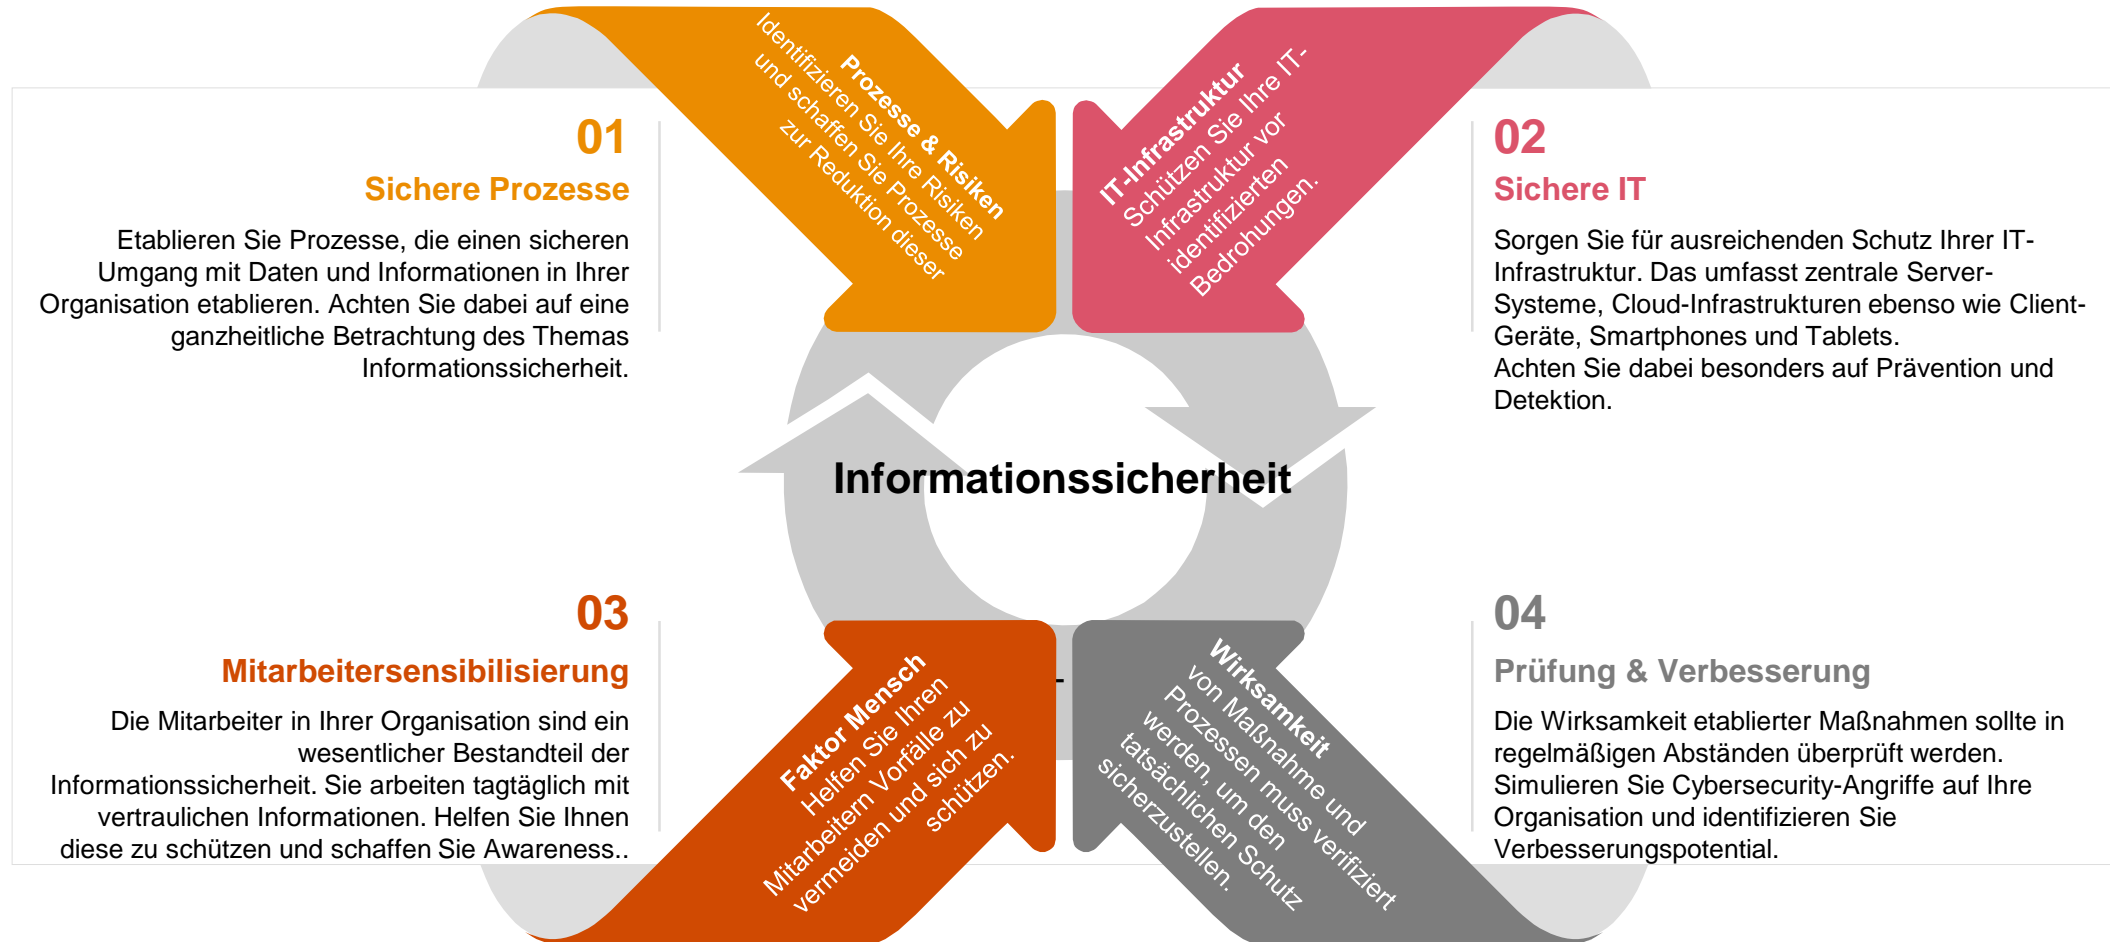 01
Sichere Prozesse
Etablieren Sie Prozesse, die einen sicheren
Umgang mit Daten und Informationen in Ihrer
Organisation etablieren. Achten Sie dabei auf eine
ganzheitliche Betrachtung des Themas
Informationssicherheit.
Prozesse & Risiken
Identifizieren Sie Ihre Risiken
und schaffen Sie Prozesse
zur Reduktion dieser
IT-Infrastruktur
Schützen Sie Ihre IT-
Infrastruktur vor
identifizierten
Bedrohungen.
02
Sichere IT
Sorgen Sie für ausreichenden Schutz Ihrer IT-
Infrastruktur. Das umfasst zentrale Server-
Systeme, Cloud-Infrastrukturen ebenso wie Client-
Geräte, Smartphones und Tablets.
Achten Sie dabei besonders auf Prävention und
Detektion.
Informationssicherheit
03
Mitarbeitersensibilisierung
Die Mitarbeiter in Ihrer Organisation sind ein
wesentlicher Bestandteil der
Informationssicherheit. Sie arbeiten tagtäglich mit
vertraulichen Informationen. Helfen Sie Ihnen
diese zu schützen und schaffen Sie Awareness..
Faktor Mensch
Helfen Sie Ihren
Mitarbeitern Vorfälle zu
vermeiden und sich zu
schützen.
-
Wirksamkeit
von Maßnahme und
Prozessen muss verifiziert
werden, um den
tatsächlichen Schutz
sicherzustellen.
04
Prüfung & Verbesserung
Die Wirksamkeit etablierter Maßnahmen sollte in
regelmäßigen Abständen überprüft werden.
Simulieren Sie Cybersecurity-Angriffe auf Ihre
Organisation und identifizieren Sie
Verbesserungspotential.